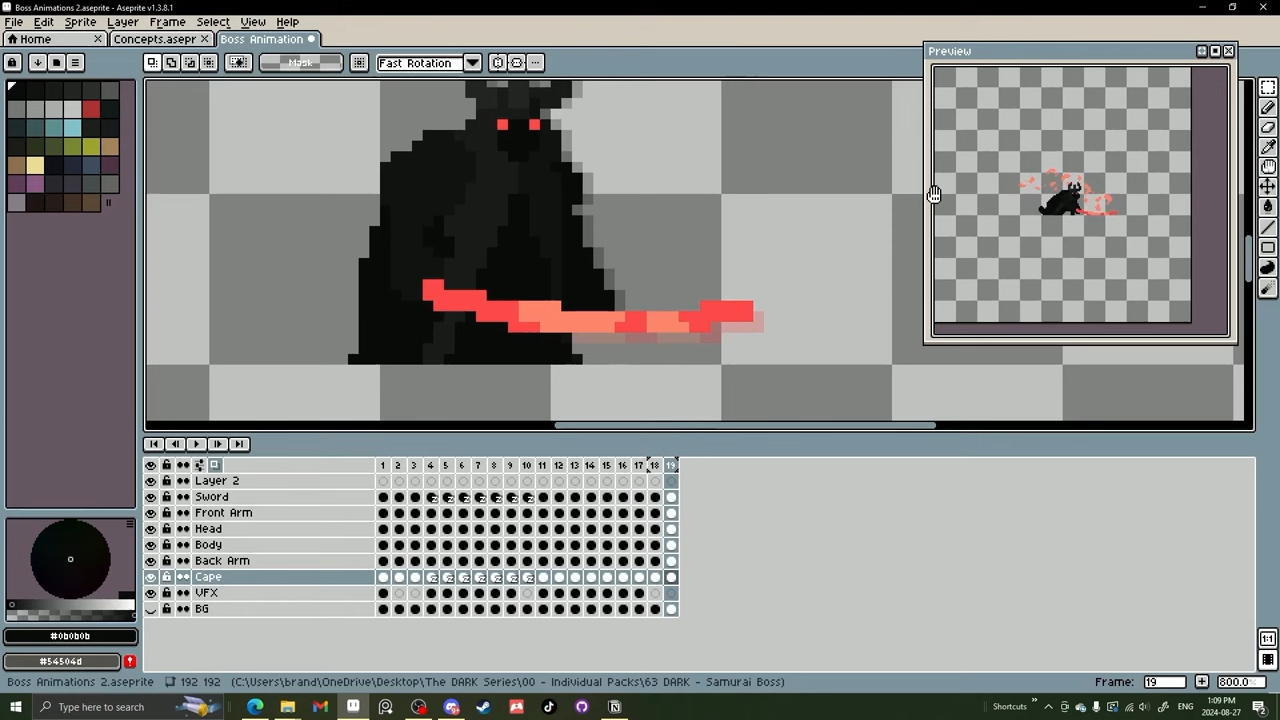 Boss Animations 2.aseprite - Aseprite v1.3.8.1
File Edit Sprite Layer Frame Select View Help
Home Concepts.asepr Boss Animation
Mask Fast Rotation
Preview
1 2 3 4 5 6 7 8 9 10 11 12 13 14 15 16 17 18 19
Layer 2
Sword
Front Arm
Head
Body
Back Arm
Cape
VFX
BG
#0b0b0b
#54504d
1:1
Boss Animations 2.aseprite 192 192 (C:\Users\brand\OneDrive\Desktop\The DARK Series\00 - Individual Packs\63 DARK - Samurai Boss) Frame: 19 800.0
Type here to search Shortcuts ENG 1:09 PM
2024-08-27